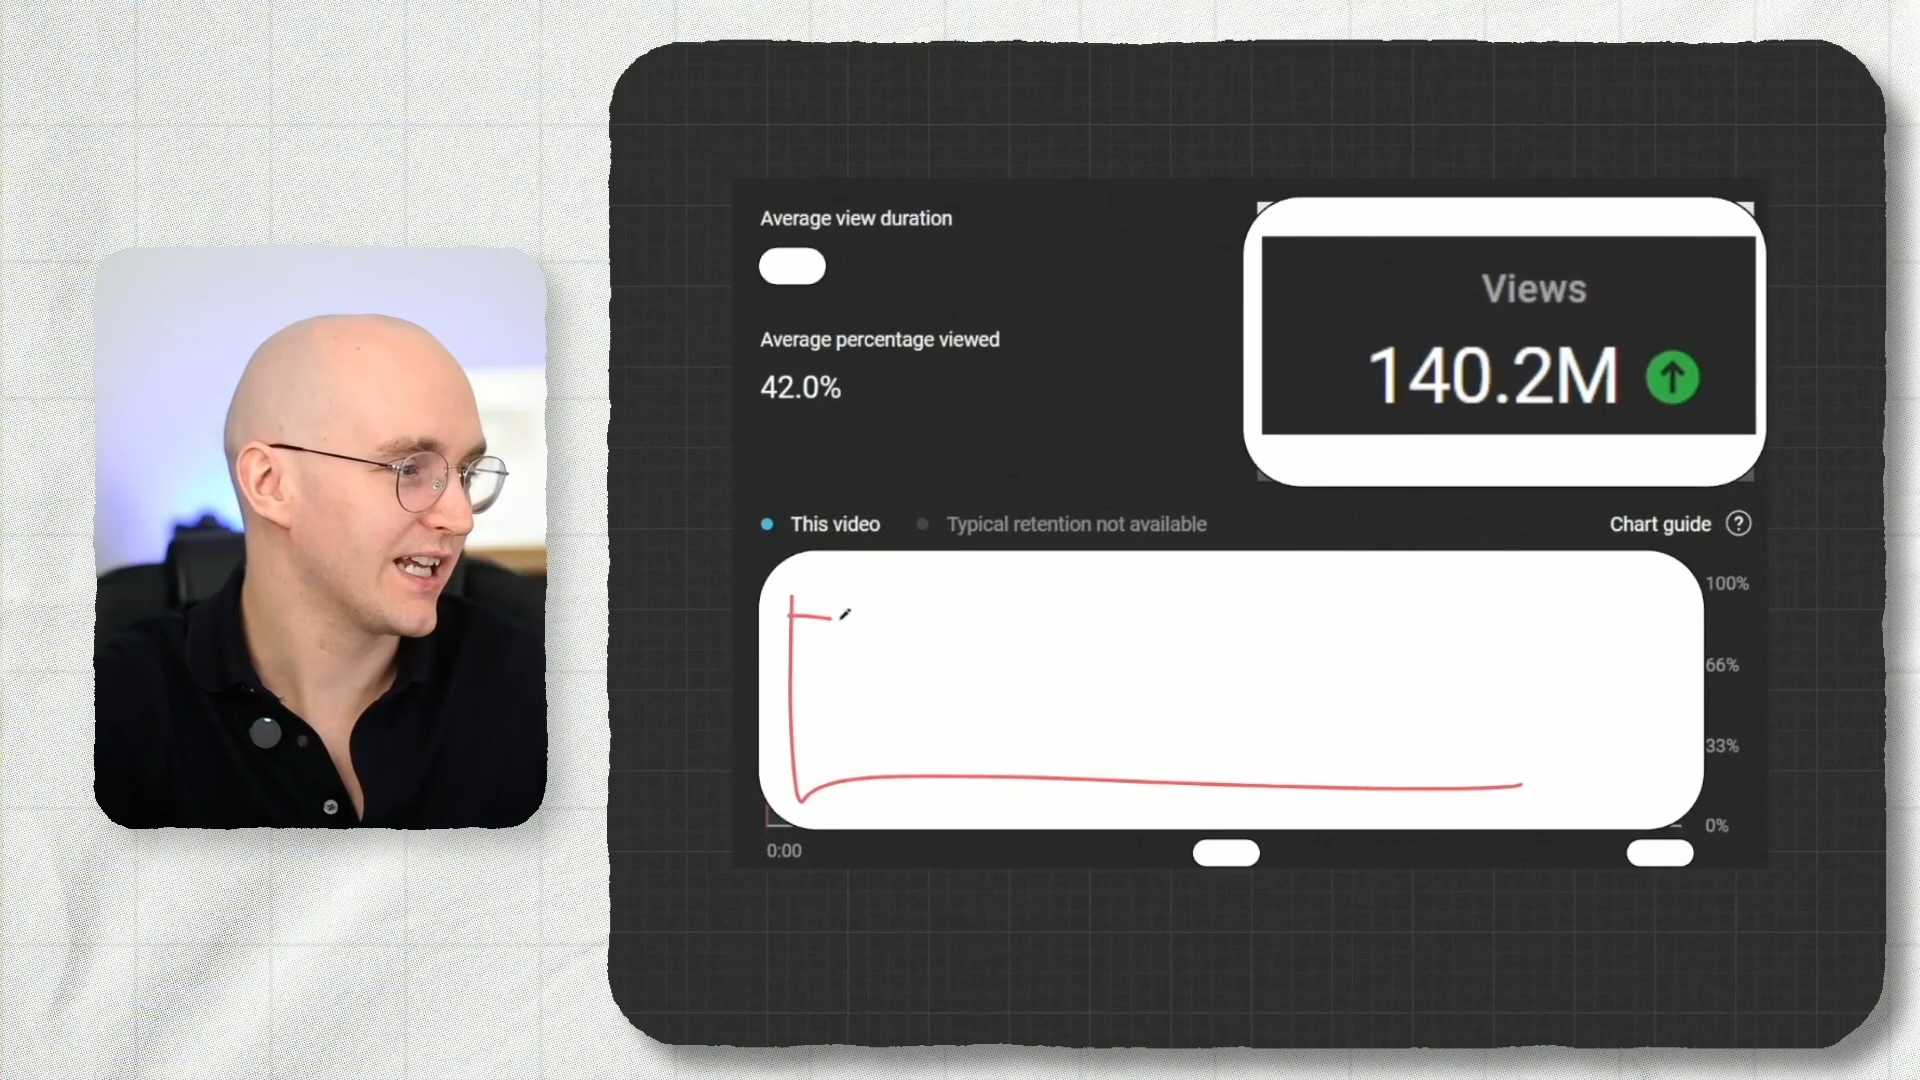 Average view duration
Average percentage viewed
42.0%
Views
140.2M
This video
Typical retention not available
Chart guide ?
100%
66%
33%
0%
0:00